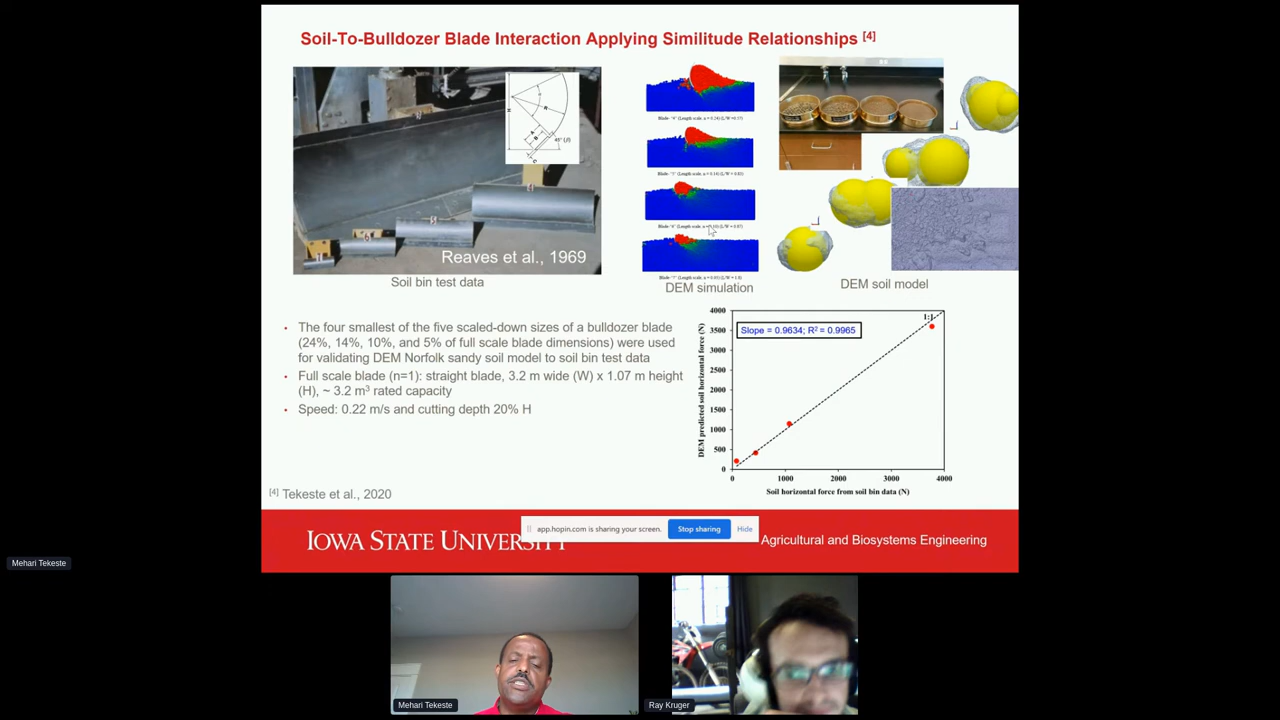 Soil-To-Bulldozer Blade Interaction Applying Similitude Relationships [4]
Reaves et al., 1969
Soil bin test data
DEM simulation
DEM soil model
• The four smallest of the five scaled-down sizes of a bulldozer blade
(24%, 14%, 10%, and 5% of full scale blade dimensions) were used
for validating DEM Norfolk sandy soil model to soil bin test data
• Full scale blade (n=1): straight blade, 3.2 m wide (W) x 1.07 m height
(H), ~ 3.2 m³ rated capacity
• Speed: 0.22 m/s and cutting depth 20% H
DEM predicted soil horizontal force (N)
4000
3500
3000
2500
2000
1500
1000
500
0
Slope = 0.9634; R² = 0.9965
1:1
0
1000
2000
3000
4000
Soil horizontal force from soil bin data (N)
[4] Tekeste et al., 2020
app.hopin.com is sharing your screen.
Stop sharing
Hide
IOWA STATE UNIVERSITY
Agricultural and Biosystems Engineering
Mehari Tekeste
Mehari Tekeste
Ray Kruger